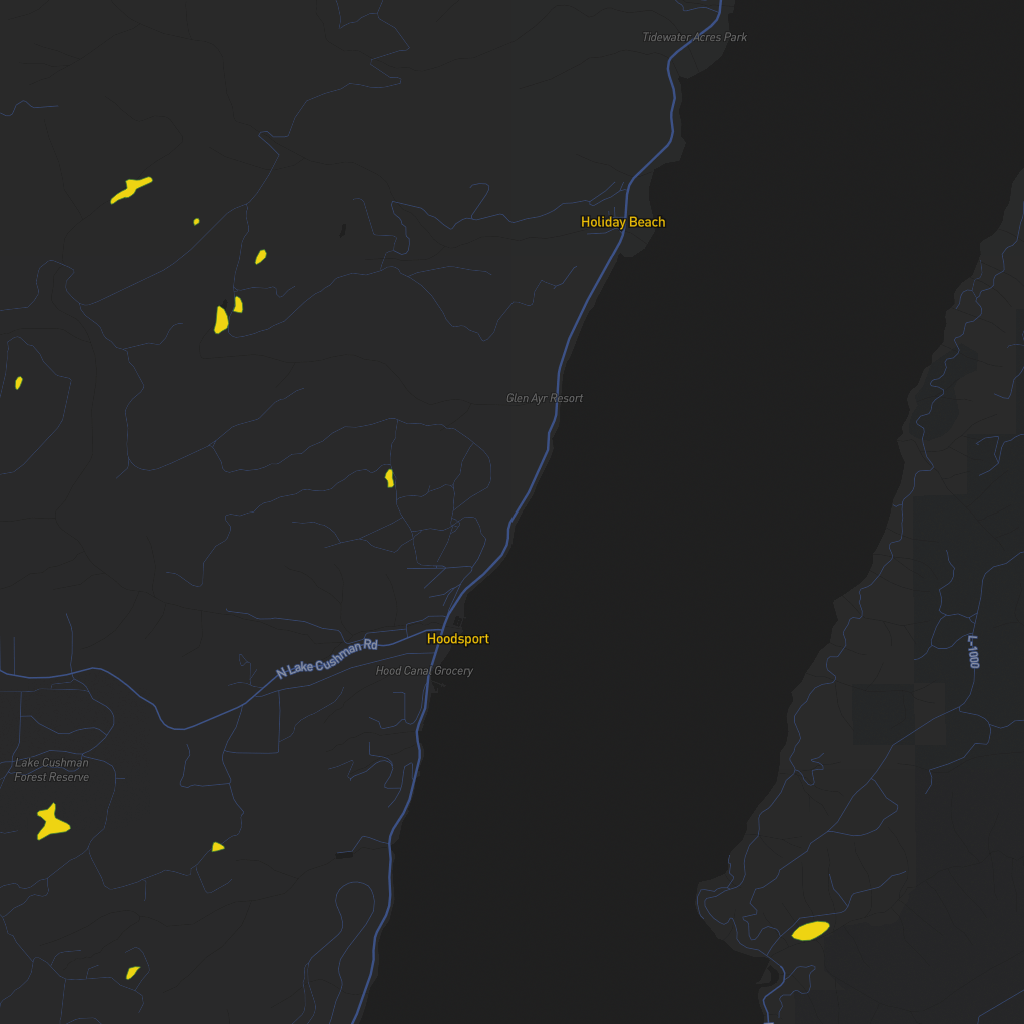 Tidewater Acres Park
Holiday Beach
Glen Ayr Resort
Hoodsport
N Lake Cushman Rd
L-1000
Hood Canal Grocery
Lake Cushman
Forest Reserve